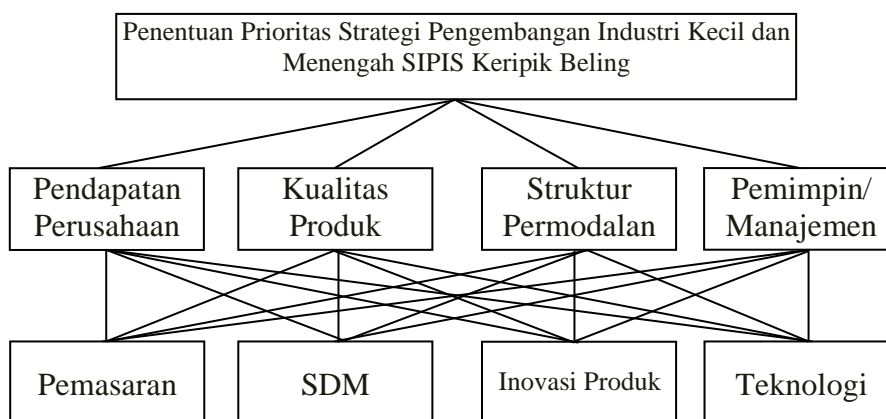 Penentuan Prioritas Strategi Pengembangan Industri Kecil dan
Menengah SIPIS Keripik Beling
Pendapatan
Perusahaan
Kualitas
Produk
Struktur
Permodalan
Pemimpin/
Manajemen
Pemasaran
SDM
Inovasi Produk
Teknologi